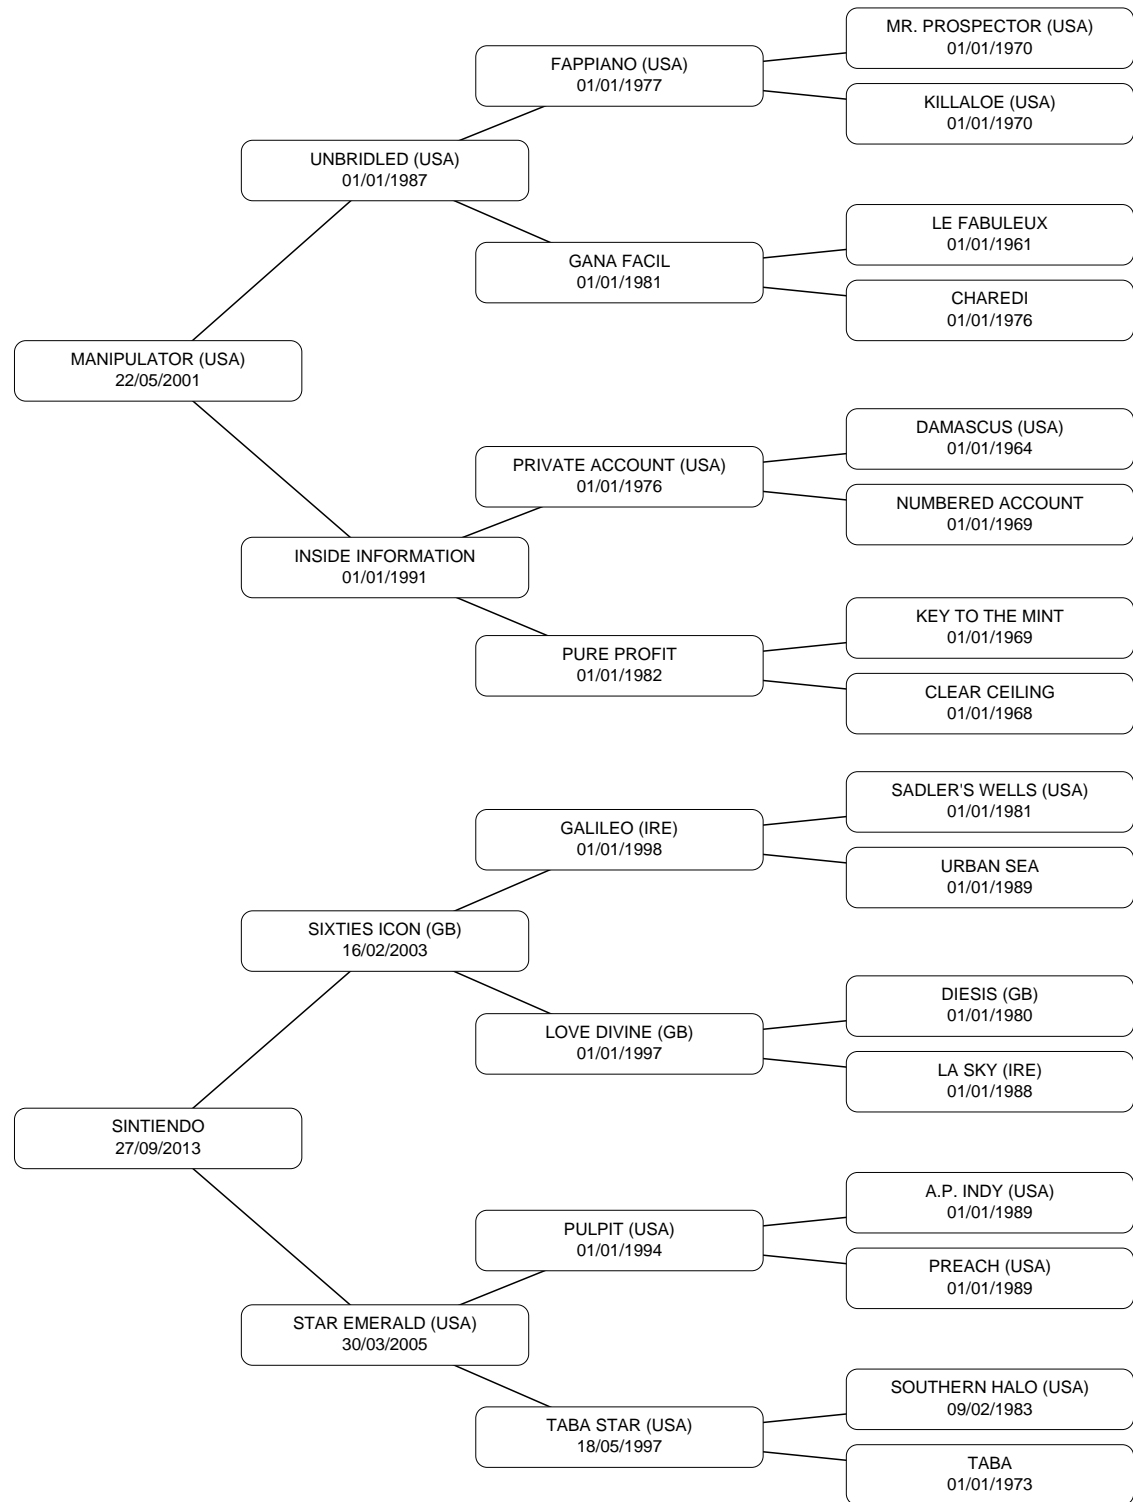 MR. PROSPECTOR (USA)
01/01/1970
FAPPIANO (USA)
01/01/1977
KILLALOE (USA)
01/01/1970
UNBRIDLED (USA)
01/01/1987
LE FABULEUX
01/01/1961
GANA FACIL
01/01/1981
CHAREDI
01/01/1976
MANIPULATOR (USA)
22/05/2001
DAMASCUS (USA)
01/01/1964
PRIVATE ACCOUNT (USA)
01/01/1976
NUMBERED ACCOUNT
01/01/1969
INSIDE INFORMATION
01/01/1991
KEY TO THE MINT
01/01/1969
PURE PROFIT
01/01/1982
CLEAR CEILING
01/01/1968
SADLER'S WELLS (USA)
01/01/1981
GALILEO (IRE)
01/01/1998
URBAN SEA
01/01/1989
SIXTIES ICON (GB)
16/02/2003
DIESIS (GB)
01/01/1980
LOVE DIVINE (GB)
01/01/1997
LA SKY (IRE)
01/01/1988
SINTIENDO
27/09/2013
A.P. INDY (USA)
01/01/1989
PULPIT (USA)
01/01/1994
PREACH (USA)
01/01/1989
STAR EMERALD (USA)
30/03/2005
SOUTHERN HALO (USA)
09/02/1983
TABA STAR (USA)
18/05/1997
TABA
01/01/1973